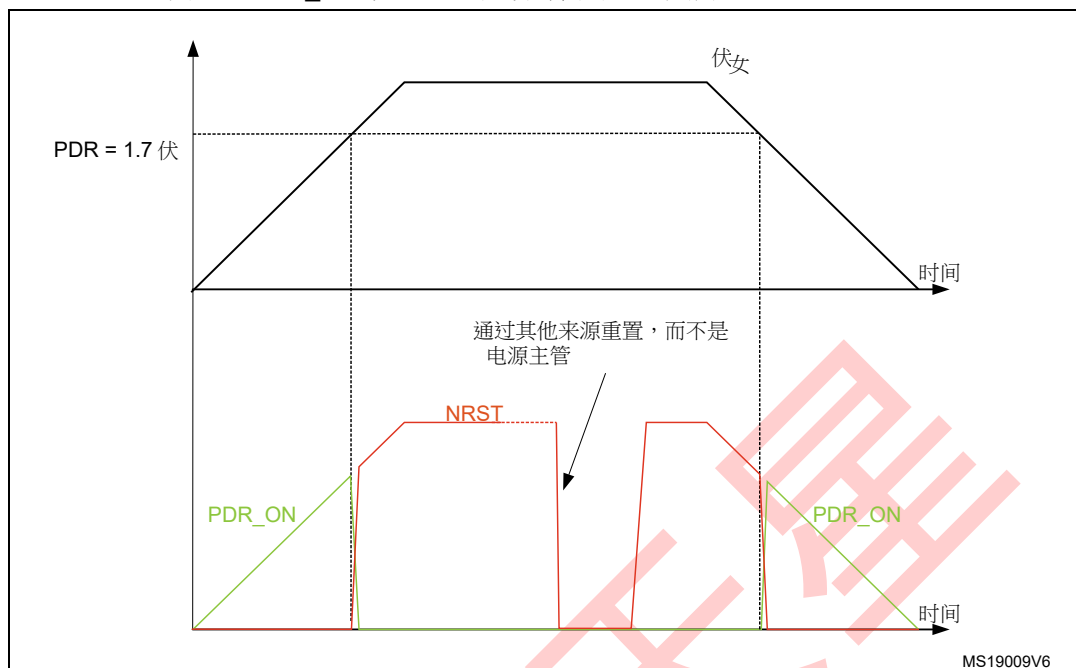 伏女
PDR = 1.7 伏
时间
通过其他来源重置，而不是
电源主管
NRST
PDR_ON
PDR_ON
时间
MS19009V6